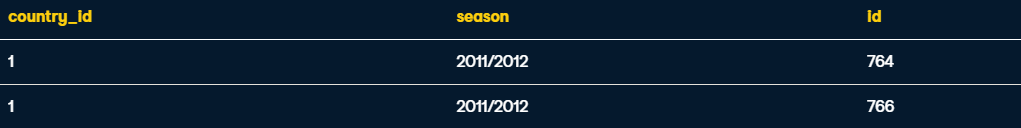 country_id season id
1 2011/2012 764
1 2011/2012 766